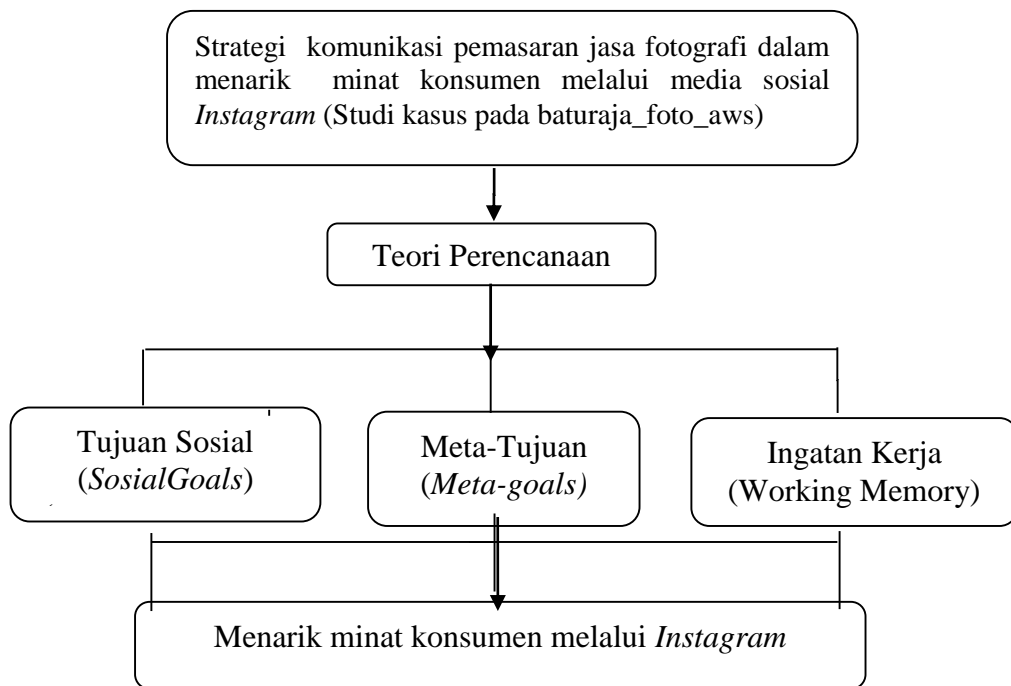 Strategi komunikasi pemasaran jasa fotografi dalam
menarik minat konsumen melalui media sosial
Instagram (Studi kasus pada baturaja_foto_aws)
Teori Perencanaan
Tujuan Sosial
(SosialGoals)
Meta-Tujuan
(Meta-goals)
Ingatan Kerja
(Working Memory)
Menarik minat konsumen melalui Instagram